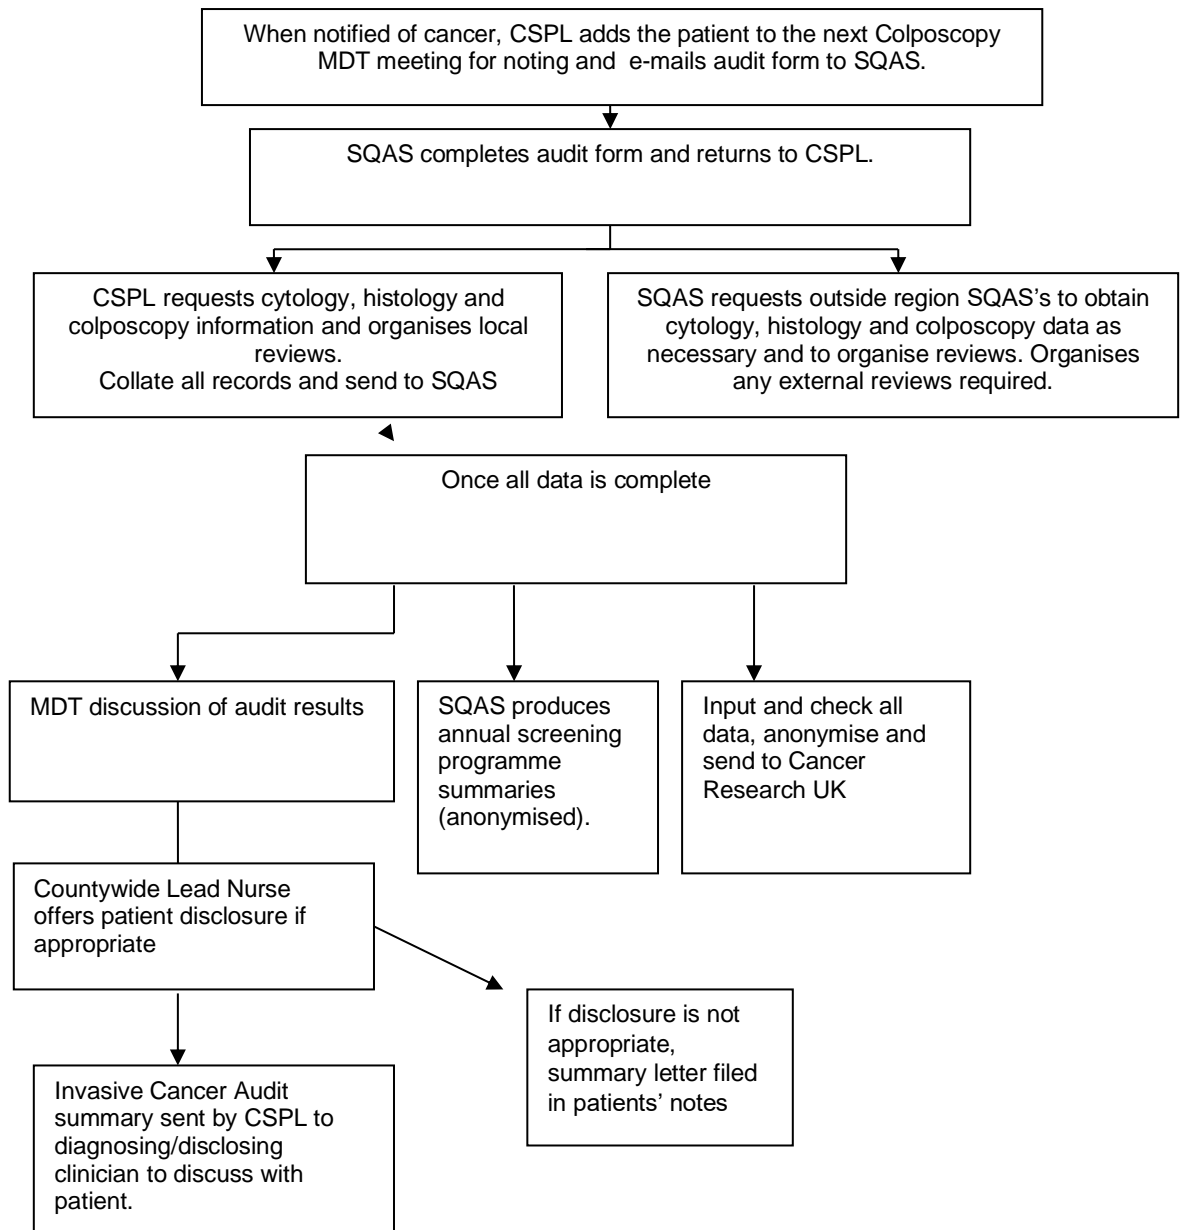 When notified of cancer, CSPL adds the patient to the next Colposcopy
MDT meeting for noting and  e-mails audit form to SQAS.
SQAS completes audit form and returns to CSPL.
CSPL requests cytology, histology and
colposcopy information and organises local
reviews.
Collate all records and send to SQAS
SQAS requests outside region SQAS's to obtain
cytology, histology and colposcopy data as
necessary and to organise reviews. Organises
any external reviews required.
Once all data is complete
MDT discussion of audit results
SQAS produces
annual screening
programme
summaries
(anonymised).
Input and check all
data, anonymise and
send to Cancer
Research UK
Countywide Lead Nurse
offers patient disclosure if
appropriate
If disclosure is not
appropriate,
summary letter filed
in patients’ notes
Invasive Cancer Audit
summary sent by CSPL to
diagnosing/disclosing
clinician to discuss with
patient.